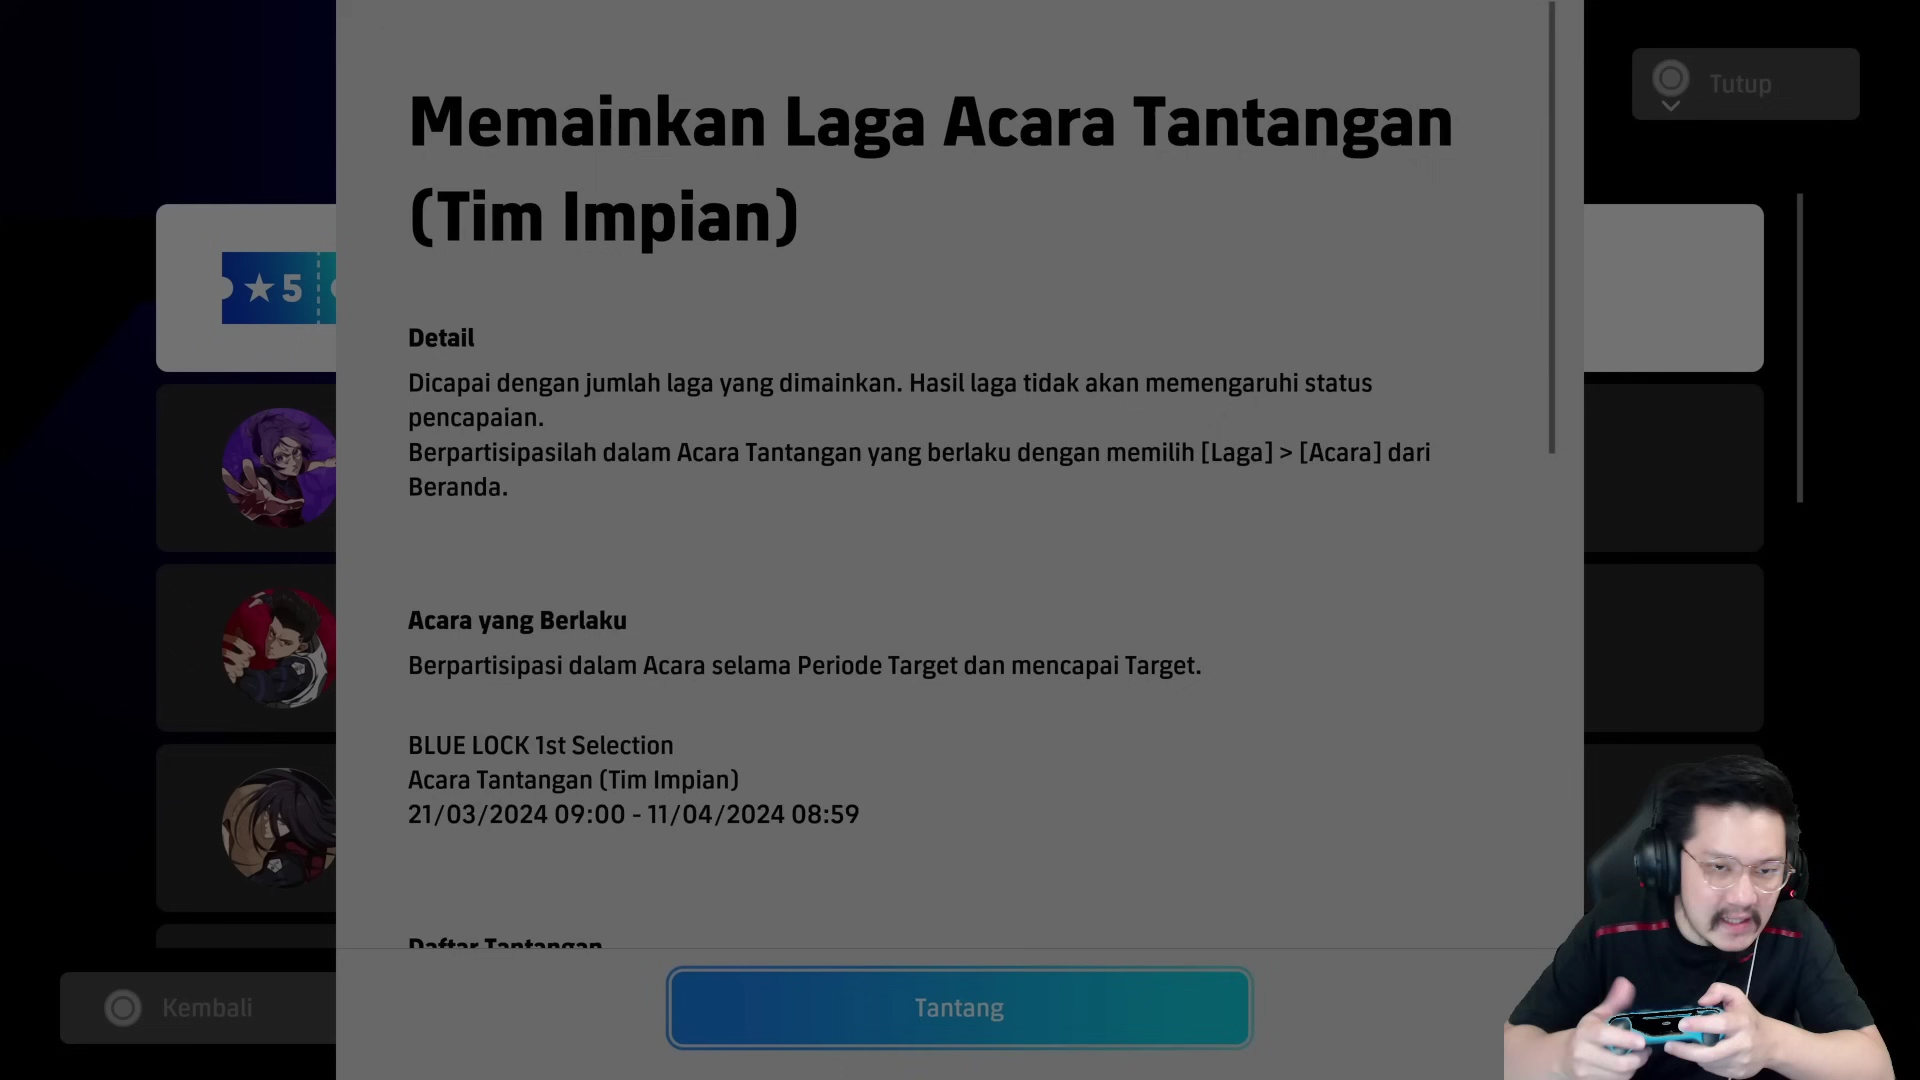 Memainkan Laga Acara Tantangan
(Tim Impian)
Tutup
★5
Detail
Dicapai dengan jumlah laga yang dimainkan. Hasil laga tidak akan memengaruhi status
pencapaian.
Berpartisipasilah dalam Acara Tantangan yang berlaku dengan memilih [Laga] > [Acara] dari
Beranda.
Acara yang Berlaku
Berpartisipasi dalam Acara selama Periode Target dan mencapai Target.
BLUE LOCK 1st Selection
Acara Tantangan (Tim Impian)
21/03/2024 09:00 - 11/04/2024 08:59
Daftar Tantangan
Kembali
Tantang